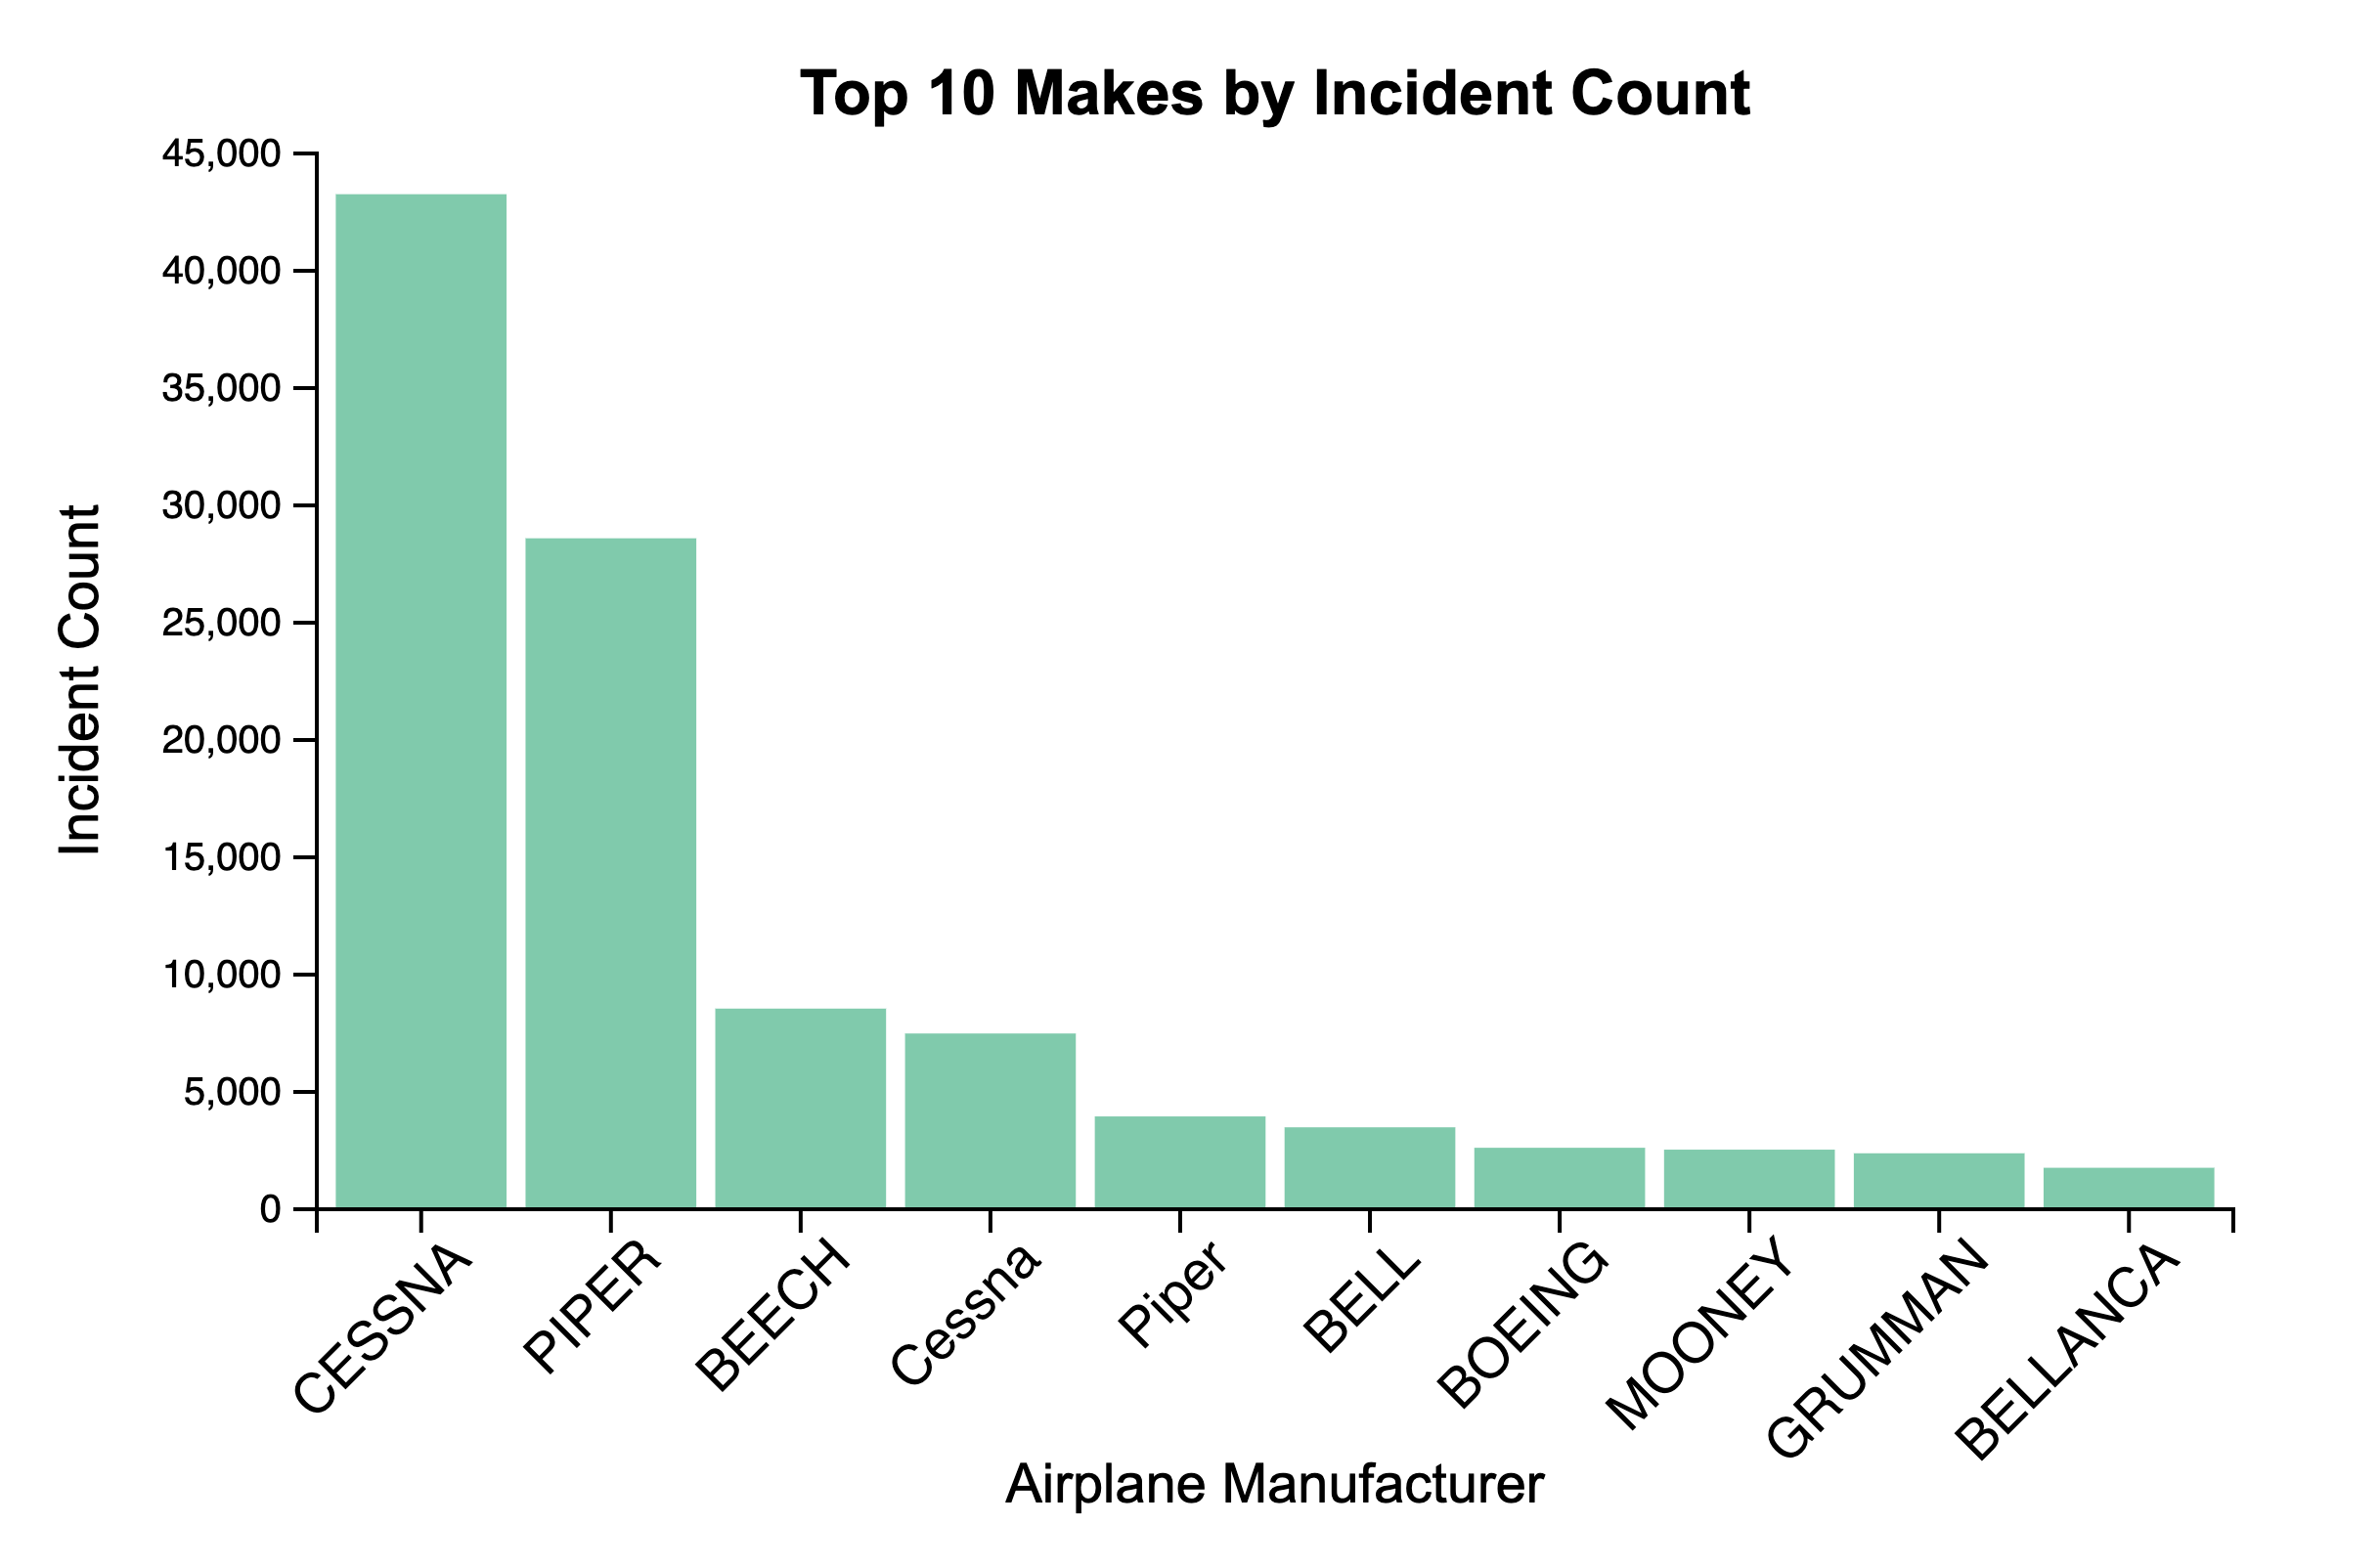 Top 10 Makes by Incident Count
45,000
40,000
35,000
30,000
25,000
20,000
15,000
10,000
5,000
0
Incident Count
CESSNA
PIPER
BEECH
Cessna
Piper
BELL
BOEING
MOONEY
GRUMMAN
BELLANCA
Airplane Manufacturer